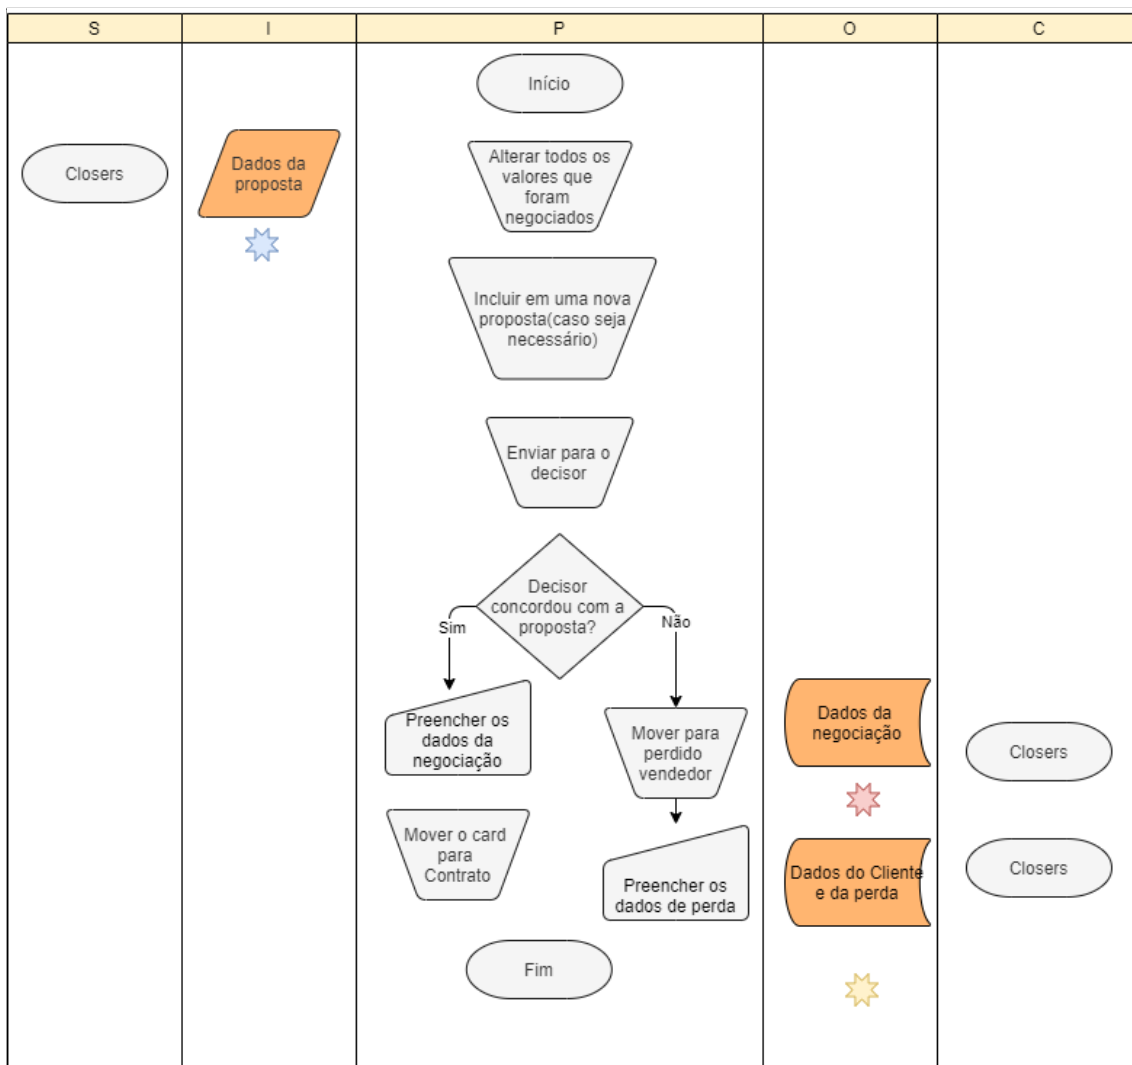 S
I
P
O
C
Início
Closers
Dados da
proposta
Alterar todos os
valores que
foram
negociados
Incluir em uma nova
proposta(caso seja
necessário)
Enviar para o
decisor
Decisor
concordou com a
proposta?
Sim
Não
Preencher os
dados da
negociação
Mover para
perdido
vendedor
Dados da
negociação
Closers
Mover o card
para
Contrato
Preencher os
dados de perda
Dados do Cliente
e da perda
Closers
Fim